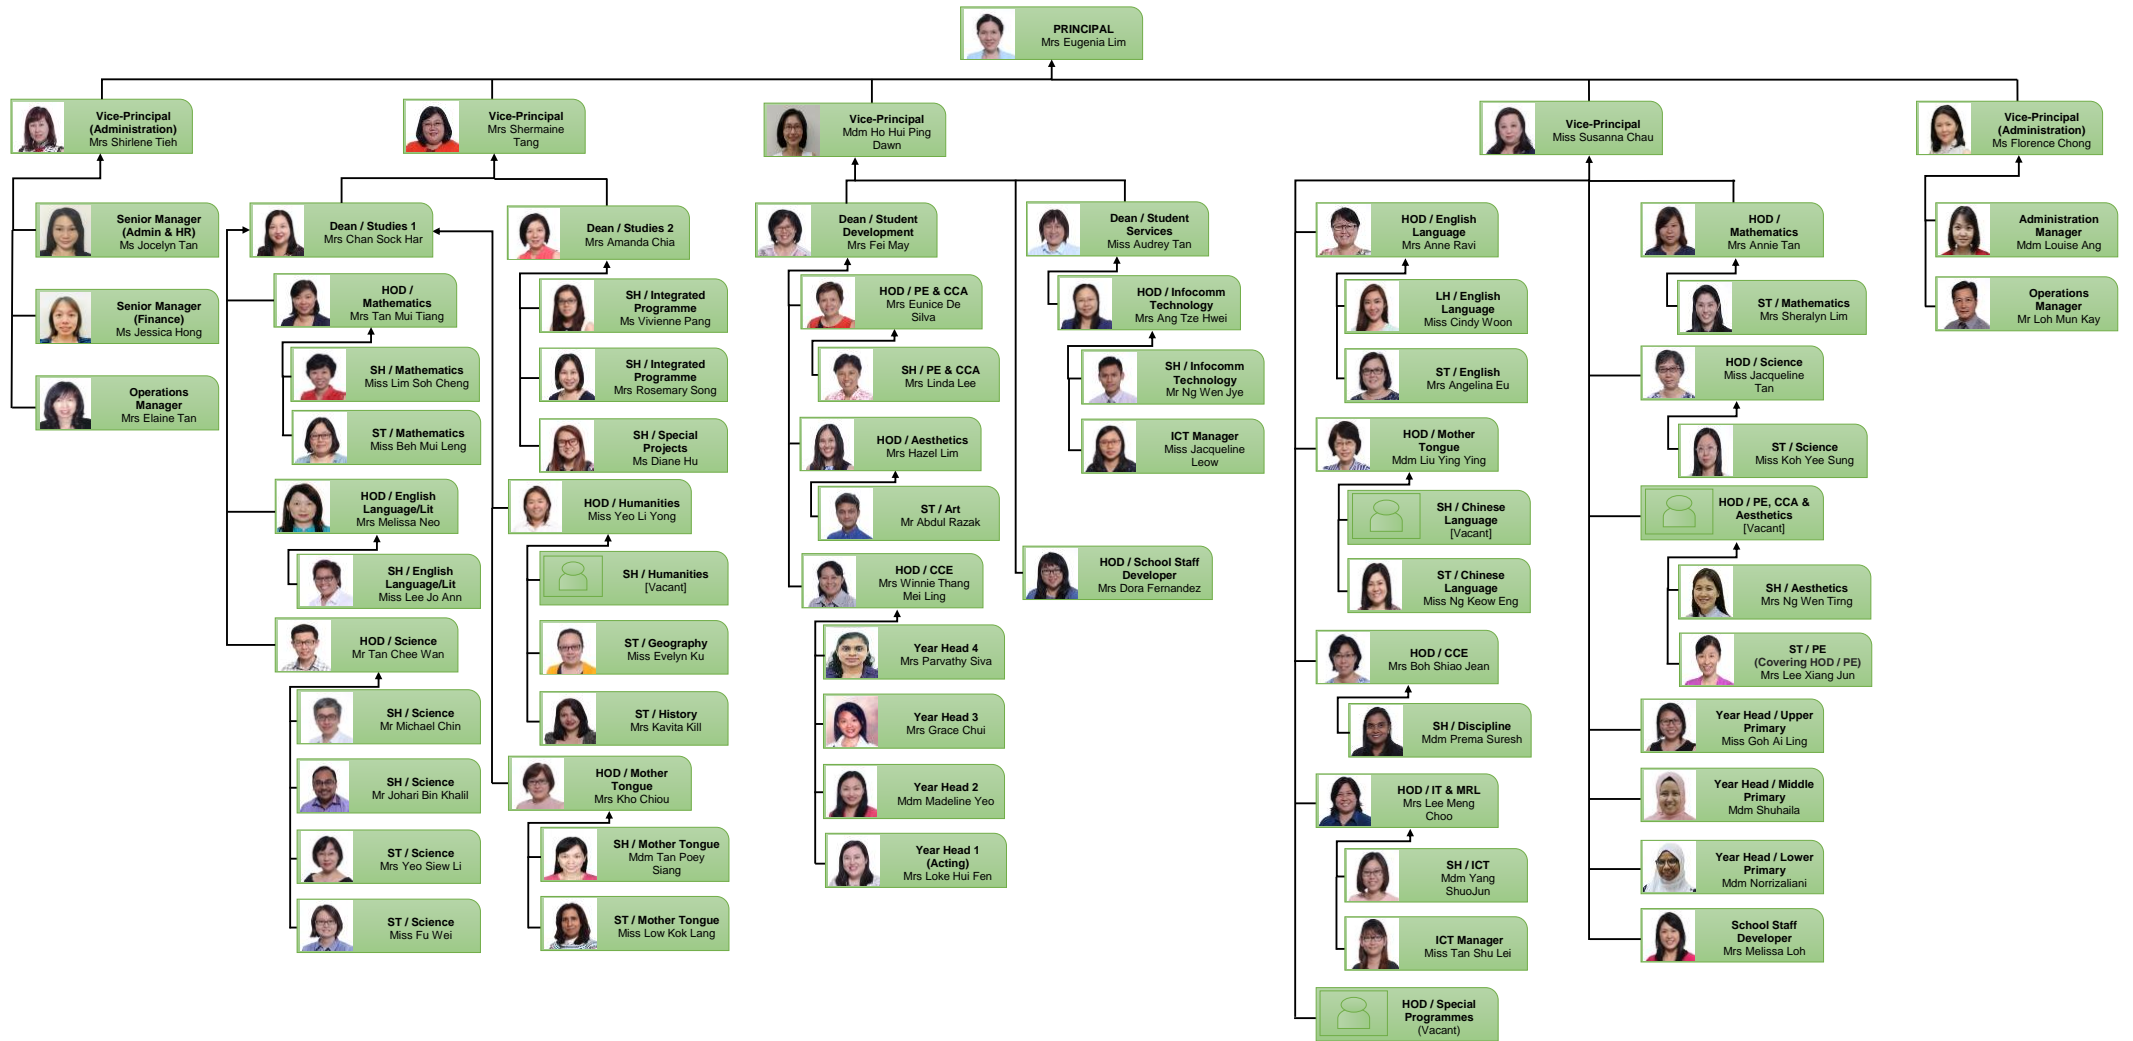 PRINCIPAL
Mrs Eugenia Lim
Vice-Principal
(Administration)
Mrs Shirlene Tieh
Senior Manager
(Admin & HR)
Ms Jocelyn Tan
Senior Manager
(Finance)
Ms Jessica Hong
Operations
Manager
Mrs Elaine Tan
Vice-Principal
Mrs Shermaine
Tang
Dean / Studies 1
Mrs Chan Sock Har
HOD /
Mathematics
Mrs Tan Mui Tiang
SH / Mathematics
Miss Lim Soh Cheng
ST / Mathematics
Miss Beh Mui Leng
HOD / English
Language/Lit
Mrs Melissa Neo
SH / English
Language/Lit
Miss Lee Jo Ann
HOD / Science
Mr Tan Chee Wan
SH / Science
Mr Michael Chin
SH / Science
Mr Johari Bin Khalil
ST / Science
Mrs Yeo Siew Li
ST / Science
Miss Fu Wei
Dean / Studies 2
Mrs Amanda Chia
SH / Integrated
Programme
Ms Vivienne Pang
SH / Integrated
Programme
Mrs Rosemary Song
SH / Special
Projects
Ms Diane Hu
HOD / Humanities
Miss Yeo Li Yong
SH / Humanities
[Vacant]
ST / Geography
Miss Evelyn Ku
ST / History
Mrs Kavita Kill
HOD / Mother
Tongue
Mrs Kho Chiou
SH / Mother Tongue
Mdm Tan Poey
Siang
ST / Mother Tongue
Miss Low Kok Lang
Vice-Principal
Mdm Ho Hui Ping
Dawn
Dean / Student
Development
Mrs Fei May
HOD / PE & CCA
Mrs Eunice De
Silva
SH / PE & CCA
Mrs Linda Lee
HOD / Aesthetics
Mrs Hazel Lim
ST / Art
Mr Abdul Razak
HOD / CCE
Mrs Winnie Thang
Mei Ling
Year Head 4
Mrs Parvathy Siva
Year Head 3
Mrs Grace Chui
Year Head 2
Mdm Madeline Yeo
Year Head 1
(Acting)
Mrs Loke Hui Fen
Dean / Student
Services
Miss Audrey Tan
HOD / Infocomm
Technology
Mrs Ang Tze Hwei
SH / Infocomm
Technology
Mr Ng Wen Jye
ICT Manager
Miss Jacqueline
Leow
HOD / School Staff
Developer
Mrs Dora Fernandez
Vice-Principal
Miss Susanna Chau
HOD / English
Language
Mrs Anne Ravi
LH / English
Language
Miss Cindy Woon
ST / English
Mrs Angelina Eu
HOD / Mother
Tongue
Mdm Liu Ying Ying
SH / Chinese
Language
[Vacant]
ST / Chinese
Language
Miss Ng Keow Eng
HOD / CCE
Mrs Boh Shiao Jean
SH / Discipline
Mdm Prema Suresh
HOD / IT & MRL
Mrs Lee Meng
Choo
SH / ICT
Mdm Yang
ShuoJun
ICT Manager
Miss Tan Shu Lei
HOD / Special
Programmes
(Vacant)
HOD /
Mathematics
Mrs Annie Tan
ST / Mathematics
Mrs Sheralyn Lim
HOD / Science
Miss Jacqueline
Tan
ST / Science
Miss Koh Yee Sung
HOD / PE, CCA &
Aesthetics
[Vacant]
SH / Aesthetics
Mrs Ng Wen Tirng
ST / PE
(Covering HOD / PE)
Mrs Lee Xiang Jun
Year Head / Upper
Primary
Miss Goh Ai Ling
Year Head / Middle
Primary
Mdm Shuhaila
Year Head / Lower
Primary
Mdm Norrizaliani
School Staff
Developer
Mrs Melissa Loh
Vice-Principal
(Administration)
Ms Florence Chong
Administration
Manager
Mdm Louise Ang
Operations
Manager
Mr Loh Mun Kay